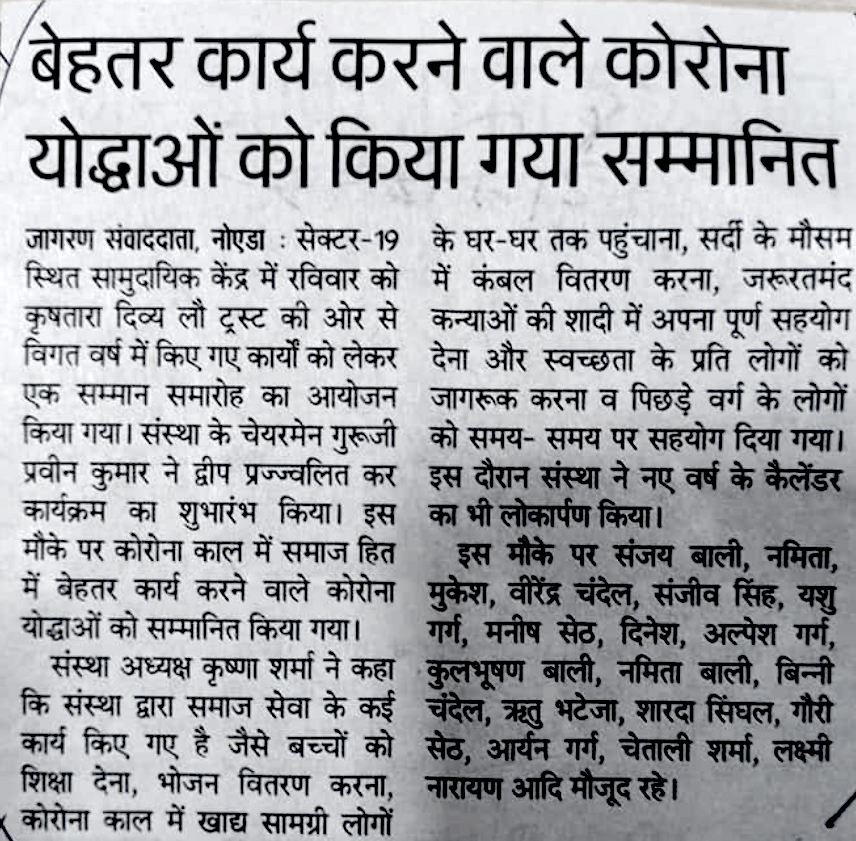 बेहतर कार्य करने वाले कोरोना
योद्धाओं को किया गया सम्मानित
जागरण संवाददाता, नोएडा : सेक्टर-19
स्थित सामुदायिक केंद्र में रविवार को
कृषतारा दिव्य लौ ट्रस्ट की ओर से
विगत वर्ष में किए गए कार्यों को लेकर
एक सम्मान समारोह का आयोजन
किया गया। संस्था के चेयरमेन गुरूजी
प्रवीन कुमार ने द्वीप प्रज्ज्वलित कर
कार्यक्रम का शुभारंभ किया। इस
मौके पर कोरोना काल में समाज हित
में बेहतर कार्य करने वाले कोरोना
योद्धाओं को सम्मानित किया गया।
संस्था अध्यक्ष कृष्णा शर्मा ने कहा
कि संस्था द्वारा समाज सेवा के कई
कार्य किए गए है जैसे बच्चों को
शिक्षा देना, भोजन वितरण करना,
कोरोना काल में खाद्य सामग्री लोगों
के घर-घर तक पहुंचाना, सर्दी के मौसम
में कंबल वितरण करना, जरूरतमंद
कन्याओं की शादी में अपना पूर्ण सहयोग
देना और स्वच्छता के प्रति लोगों को
जागरूक करना व पिछड़े वर्ग के लोगों
को समय- समय पर सहयोग दिया गया।
इस दौरान संस्था ने नए वर्ष के कैलेंडर
का भी लोकार्पण किया।
इस मौके पर संजय बाली, नमिता,
मुकेश, वीरेंद्र चंदेल, संजीव सिंह, यशु
गर्ग, मनीष सेठ, दिनेश, अल्पेश गर्ग,
कुलभूषण बाली, नमिता बाली, बिन्नी
चंदेल, ऋतु भटेजा, शारदा सिंघल, गौरी
सेठ, आर्यन गर्ग, चेताली शर्मा, लक्ष्मी
नारायण आदि मौजूद रहे।